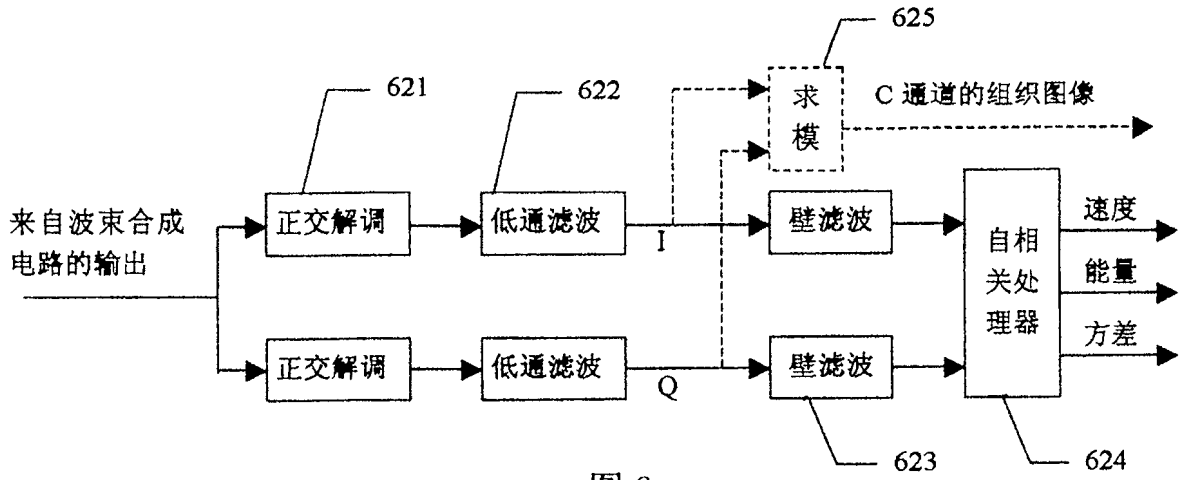 625
621
622
求
模
C 通道的组织图像
来自波束合成
电路的输出
正交解调
低通滤波
I
壁滤波
自相
关处
理器
速度
能量
方差
正交解调
低通滤波
Q
壁滤波
623
624